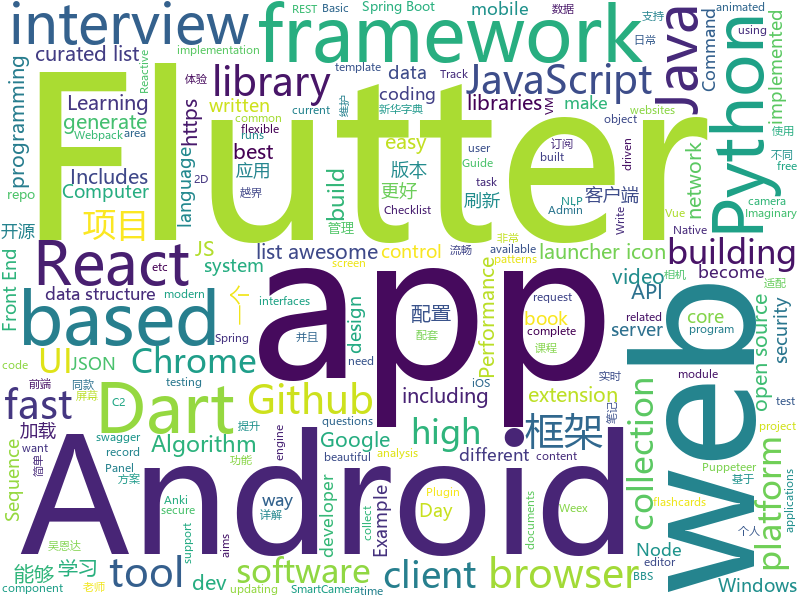 Flutter
app
Android
web
framework
interview
library
JavaScript
Java
Python
React
based
Dart
Chrome
Github
UI
fast
high
项目
框架
browser
software
client
tool
platform
building
collection
curated list
Learning
generate
https
written
data
coding
mobile
Spring Boot
REST
Basic
数据
animated
支持
日常
Command
using
template
Reactive
implementation
Track
Plugin
programming
Includes
Computer
language
best
应用
体验
维护
新华字典
easy
版本
更好
libraries
make
flexible
runs
current
common
VM
area
2D
build
user
Guide
network
object
websites
订阅
built
driven
task
客户端
不同
free
implemented
使用
camera
Imaginary
repo
Webpack
开源
越界
管理
Checklist
刷新
NLP
Admin
Write
Vue
Native
JS
system
list awesome
control
流畅
非常
available
patterns
launcher icon
Front End
data structure
modern
etc
screen
个
interfaces
design
Performance
配置
video
API
become
相机
适配
JSON
Spring
并且
配套
request
book
complete
课程
server
core
related
program
open source
security
code
前端
同款
屏幕
testing
need
iOS
including
extension
实时
module
test
加载
want
简单
C2
提升
Algorithm
Google
questions
different
content
笔记
Sequence
swagger
record
Panel
功能
engine
beautiful
analysis
Day
Example
developer
Node
editor
Puppeteer
基于
project
applications
flashcards
能够
学习
dev
方案
Anki
secure
way
详解
collect
documents
Weex
BBS
个人
Windows
吴恩达
component
老师
updating
aims
support
SmartCamera
time